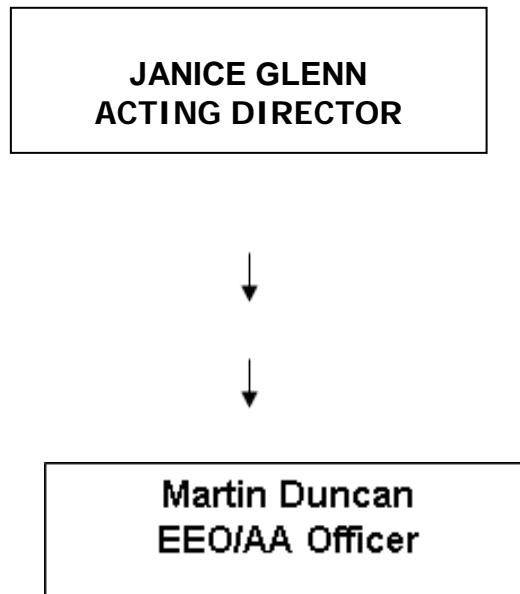 JANICE GLENN
ACTING DIRECTOR
Martin Duncan
EEO/AA Officer